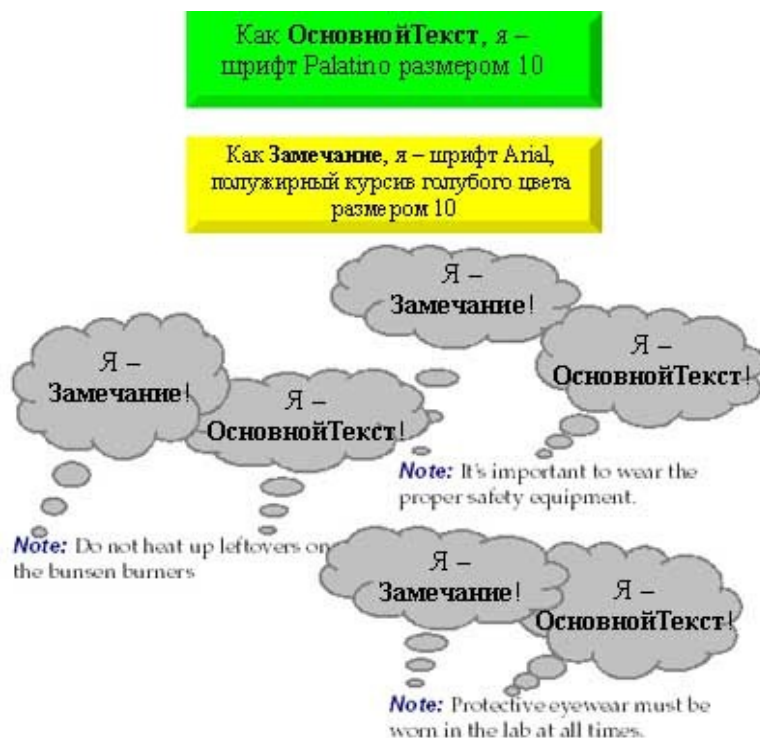 Как ОсновнойТекст, я –
шрифт Palatino размером 10
Как Замечание, я – шрифт Arial,
полужирный курсив голубого цвета
размером 10
Я –
Замечание!
Я –
ОсновнойТекст!
Я –
Замечание!
Я –
ОсновнойТекст!
Note: It's important to wear the
proper safety equipment.
Note: Do not heat up leftovers on
the bunsen burners
Я –
Замечание!
Я –
ОсновнойТекст!
Note: Protective eyewear must be
worn in the lab at all times.